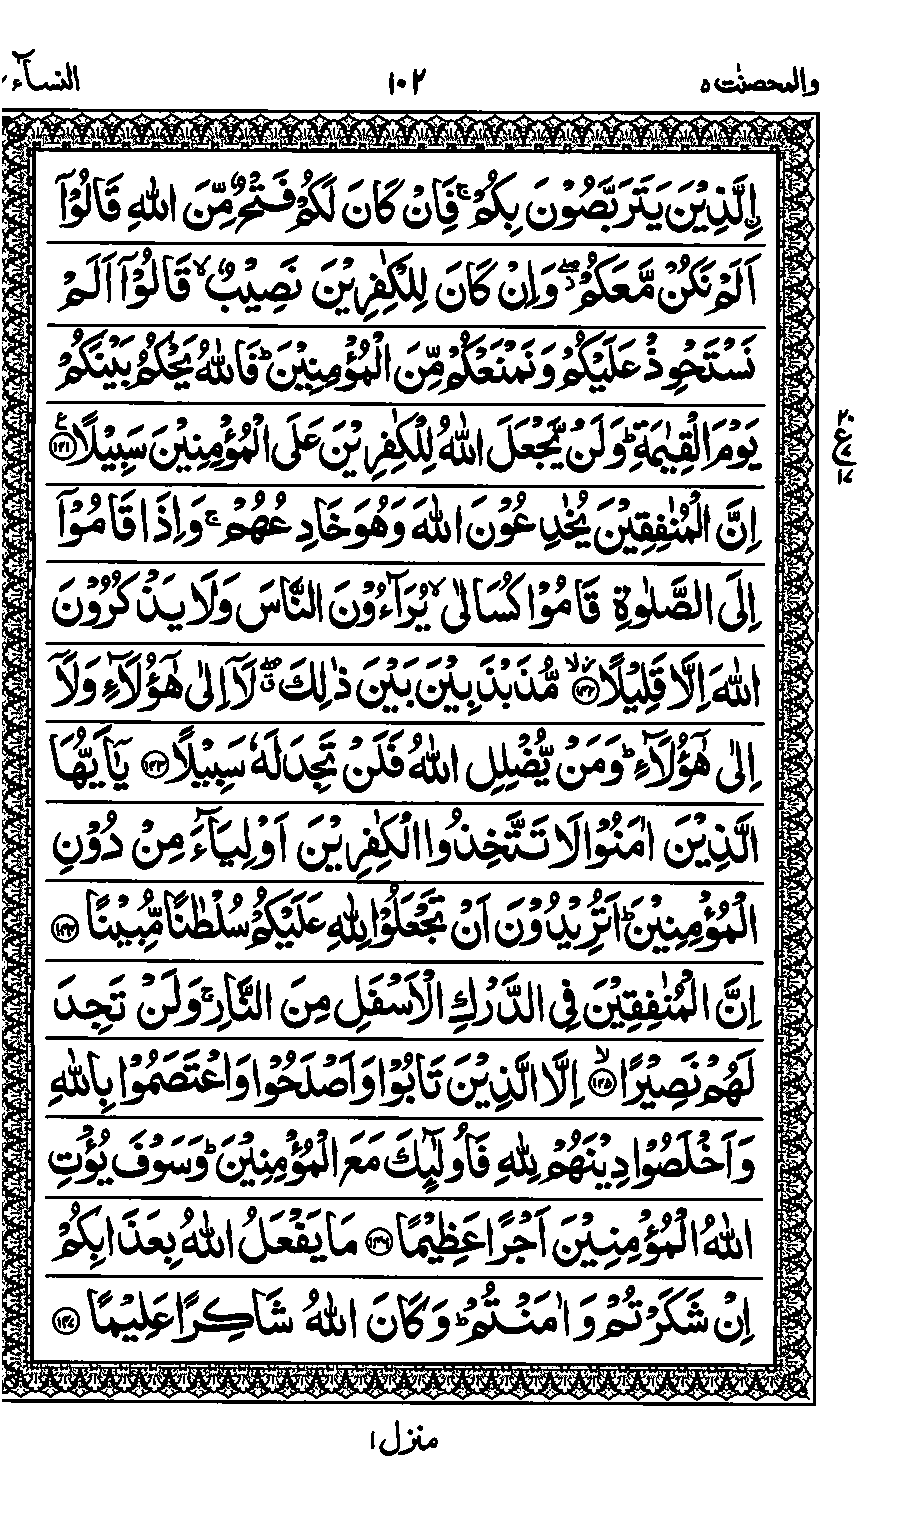 والمحصنٰت ٥
١٠٢
النسآء ٤
اِۨلَّذِيْنَ يَتَرَبَّصُوْنَ بِكُمْ ۚ فَاِنْ كَانَ لَكُمْ فَتْحٌ مِّنَ اللّٰهِ قَالُوْۤا
اَلَمْ نَكُنْ مَّعَكُمْ ۖ وَاِنْ كَانَ لِلْكٰفِرِيْنَ نَصِيْبٌ ۙ قَالُوْۤا اَلَمْ
نَسْتَحْوِذْ عَلَيْكُمْ وَنَمْنَعْكُمْ مِّنَ الْمُؤْمِنِيْنَ ؕ فَاللّٰهُ يَحْكُمُ بَيْنَكُمْ
يَوْمَ الْقِيٰمَةِ ؕ وَلَنْ يَّجْعَلَ اللّٰهُ لِلْكٰفِرِيْنَ عَلَى الْمُؤْمِنِيْنَ سَبِيْلًا ﴿١٤١﴾ ع
٢٠
ع
١٧
اِنَّ الْمُنٰفِقِيْنَ يُخٰدِعُوْنَ اللّٰهَ وَهُوَ خَادِعُهُمْ ۚ وَاِذَا قَامُوْۤا
اِلَى الصَّلٰوةِ قَامُوْا كُسَالٰى ۙ يُرَآءُوْنَ النَّاسَ وَلَا يَذْكُرُوْنَ
اللّٰهَ اِلَّا قَلِيْلًا ﴿١٤٢﴾ مُّذَبْذَبِيْنَ بَيْنَ ذٰلِكَ ۖ لَاۤ اِلٰى هٰۤؤُلَآءِ وَلَاۤ
اِلٰى هٰۤؤُلَآءِ ؕ وَمَنْ يُّضْلِلِ اللّٰهُ فَلَنْ تَجِدَ لَهٗ سَبِيْلًا ﴿١٤٣﴾ يٰۤاَيُّهَا
الَّذِيْنَ اٰمَنُوْا لَا تَتَّخِذُوا الْكٰفِرِيْنَ اَوْلِيَآءَ مِنْ دُوْنِ
الْمُؤْمِنِيْنَ ؕ اَتُرِيْدُوْنَ اَنْ تَجْعَلُوْا لِلّٰهِ عَلَيْكُمْ سُلْطٰنًا مُّبِيْنًا ﴿١٤٤﴾
اِنَّ الْمُنٰفِقِيْنَ فِى الدَّرْكِ الْاَسْفَلِ مِنَ النَّارِ ۚ وَلَنْ تَجِدَ
لَهُمْ نَصِيْرًا ﴿١٤٥﴾ ۙ اِلَّا الَّذِيْنَ تَابُوْا وَاَصْلَحُوْا وَاعْتَصَمُوْا بِاللّٰهِ
وَاَخْلَصُوْا دِيْنَهُمْ لِلّٰهِ فَاُولٰٓئِكَ مَعَ الْمُؤْمِنِيْنَ ؕ وَسَوْفَ يُؤْتِ
اللّٰهُ الْمُؤْمِنِيْنَ اَجْرًا عَظِيْمًا ﴿١٤٦﴾ مَا يَفْعَلُ اللّٰهُ بِعَذَابِكُمْ
اِنْ شَكَرْتُمْ وَاٰمَنْتُمْ ؕ وَكَانَ اللّٰهُ شَاكِرًا عَلِيْمًا ﴿١٤٧﴾
منزل ١